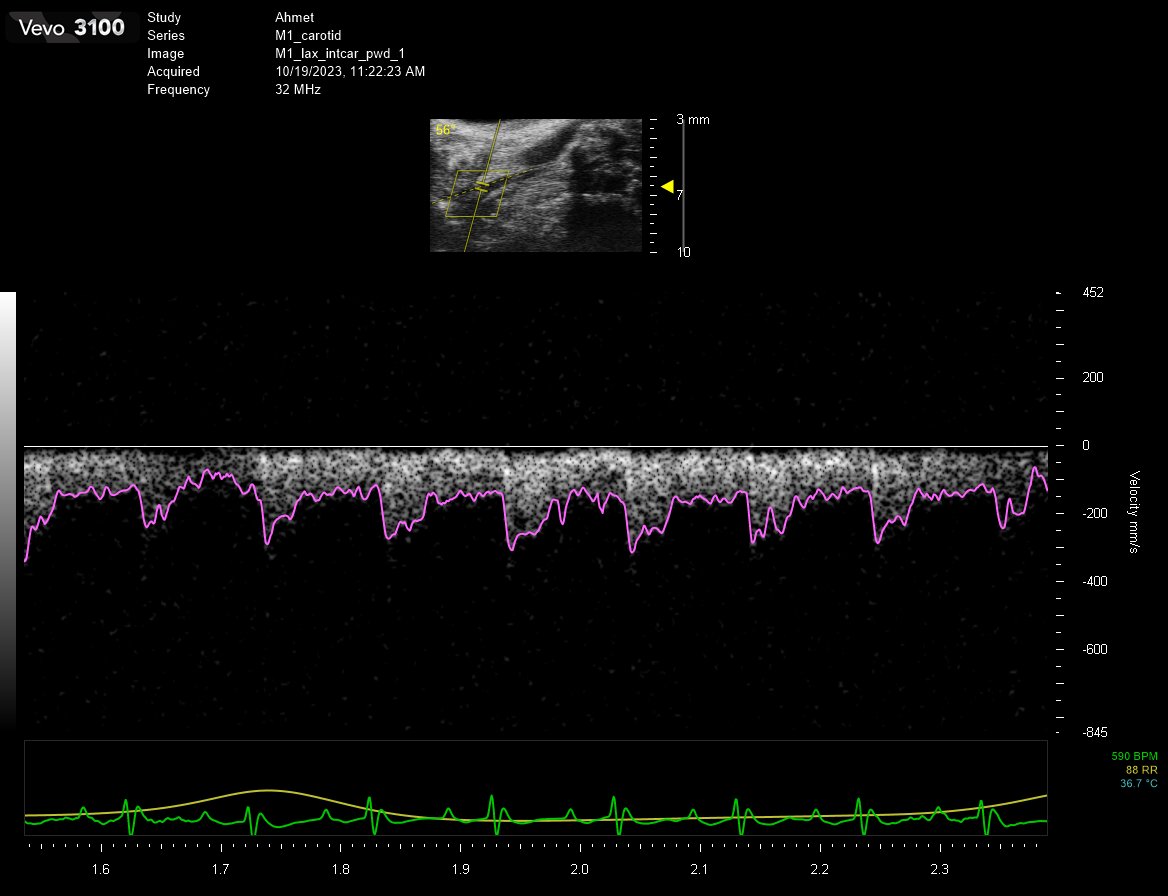 Vevo 3100
Study Ahmet
Series M1_carotid
Image M1_lax_intcar_pwd_1
Acquired 10/19/2023, 11:22:23 AM
Frequency 32 MHz
56°
3 mm
7
10
452
200
0
-200
-400
-600
-845
Velocity mm/s
590 BPM
88 RR
36.7 °C
1.6 1.7 1.8 1.9 2.0 2.1 2.2 2.3